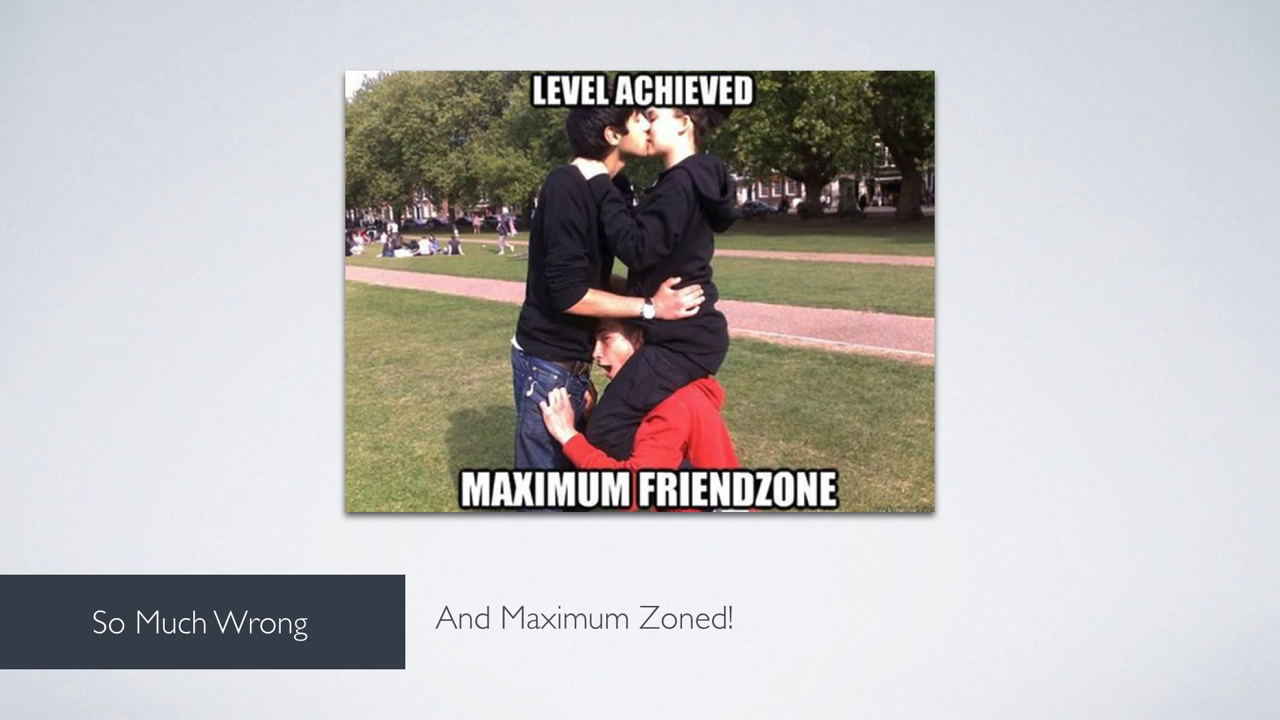 LEVEL ACHIEVED
MAXIMUM FRIENDZONE
So Much Wrong
And Maximum Zoned!